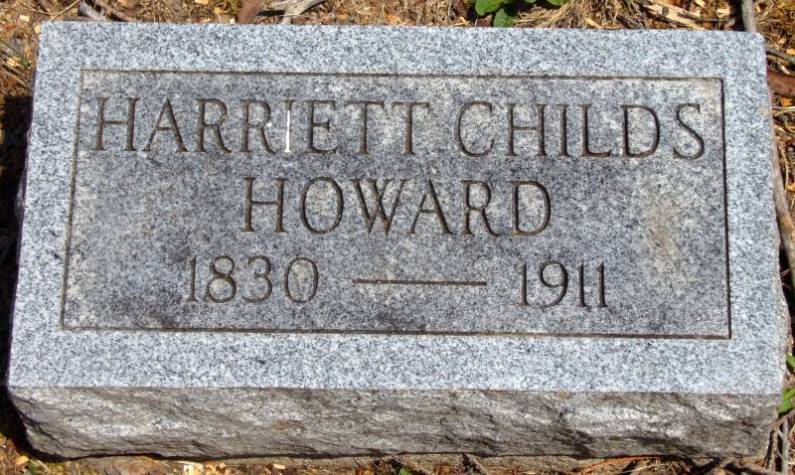 HARRIETT CHILDS
HOWARD
1830 — 1911